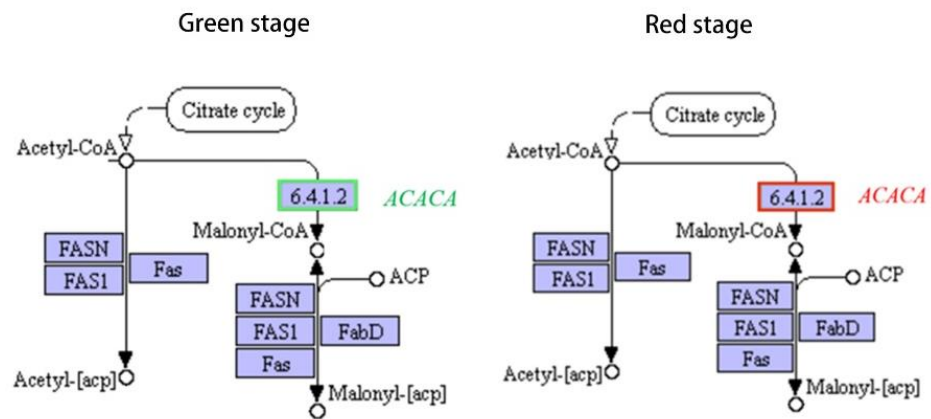 Green stage
Citrate cycle
Acetyl-CoA
6.4.1.2
ACACA
Malonyl-CoA
FASN
FAS1
Fas
ACP
FASN
FAS1
FabD
Fas
Acetyl-[acp]
Malonyl-[acp]
Red stage
Citrate cycle
Acetyl-CoA
6.4.1.2
ACACA
Malonyl-CoA
FASN
FAS1
Fas
ACP
FASN
FAS1
FabD
Fas
Acetyl-[acp]
Malonyl-[acp]